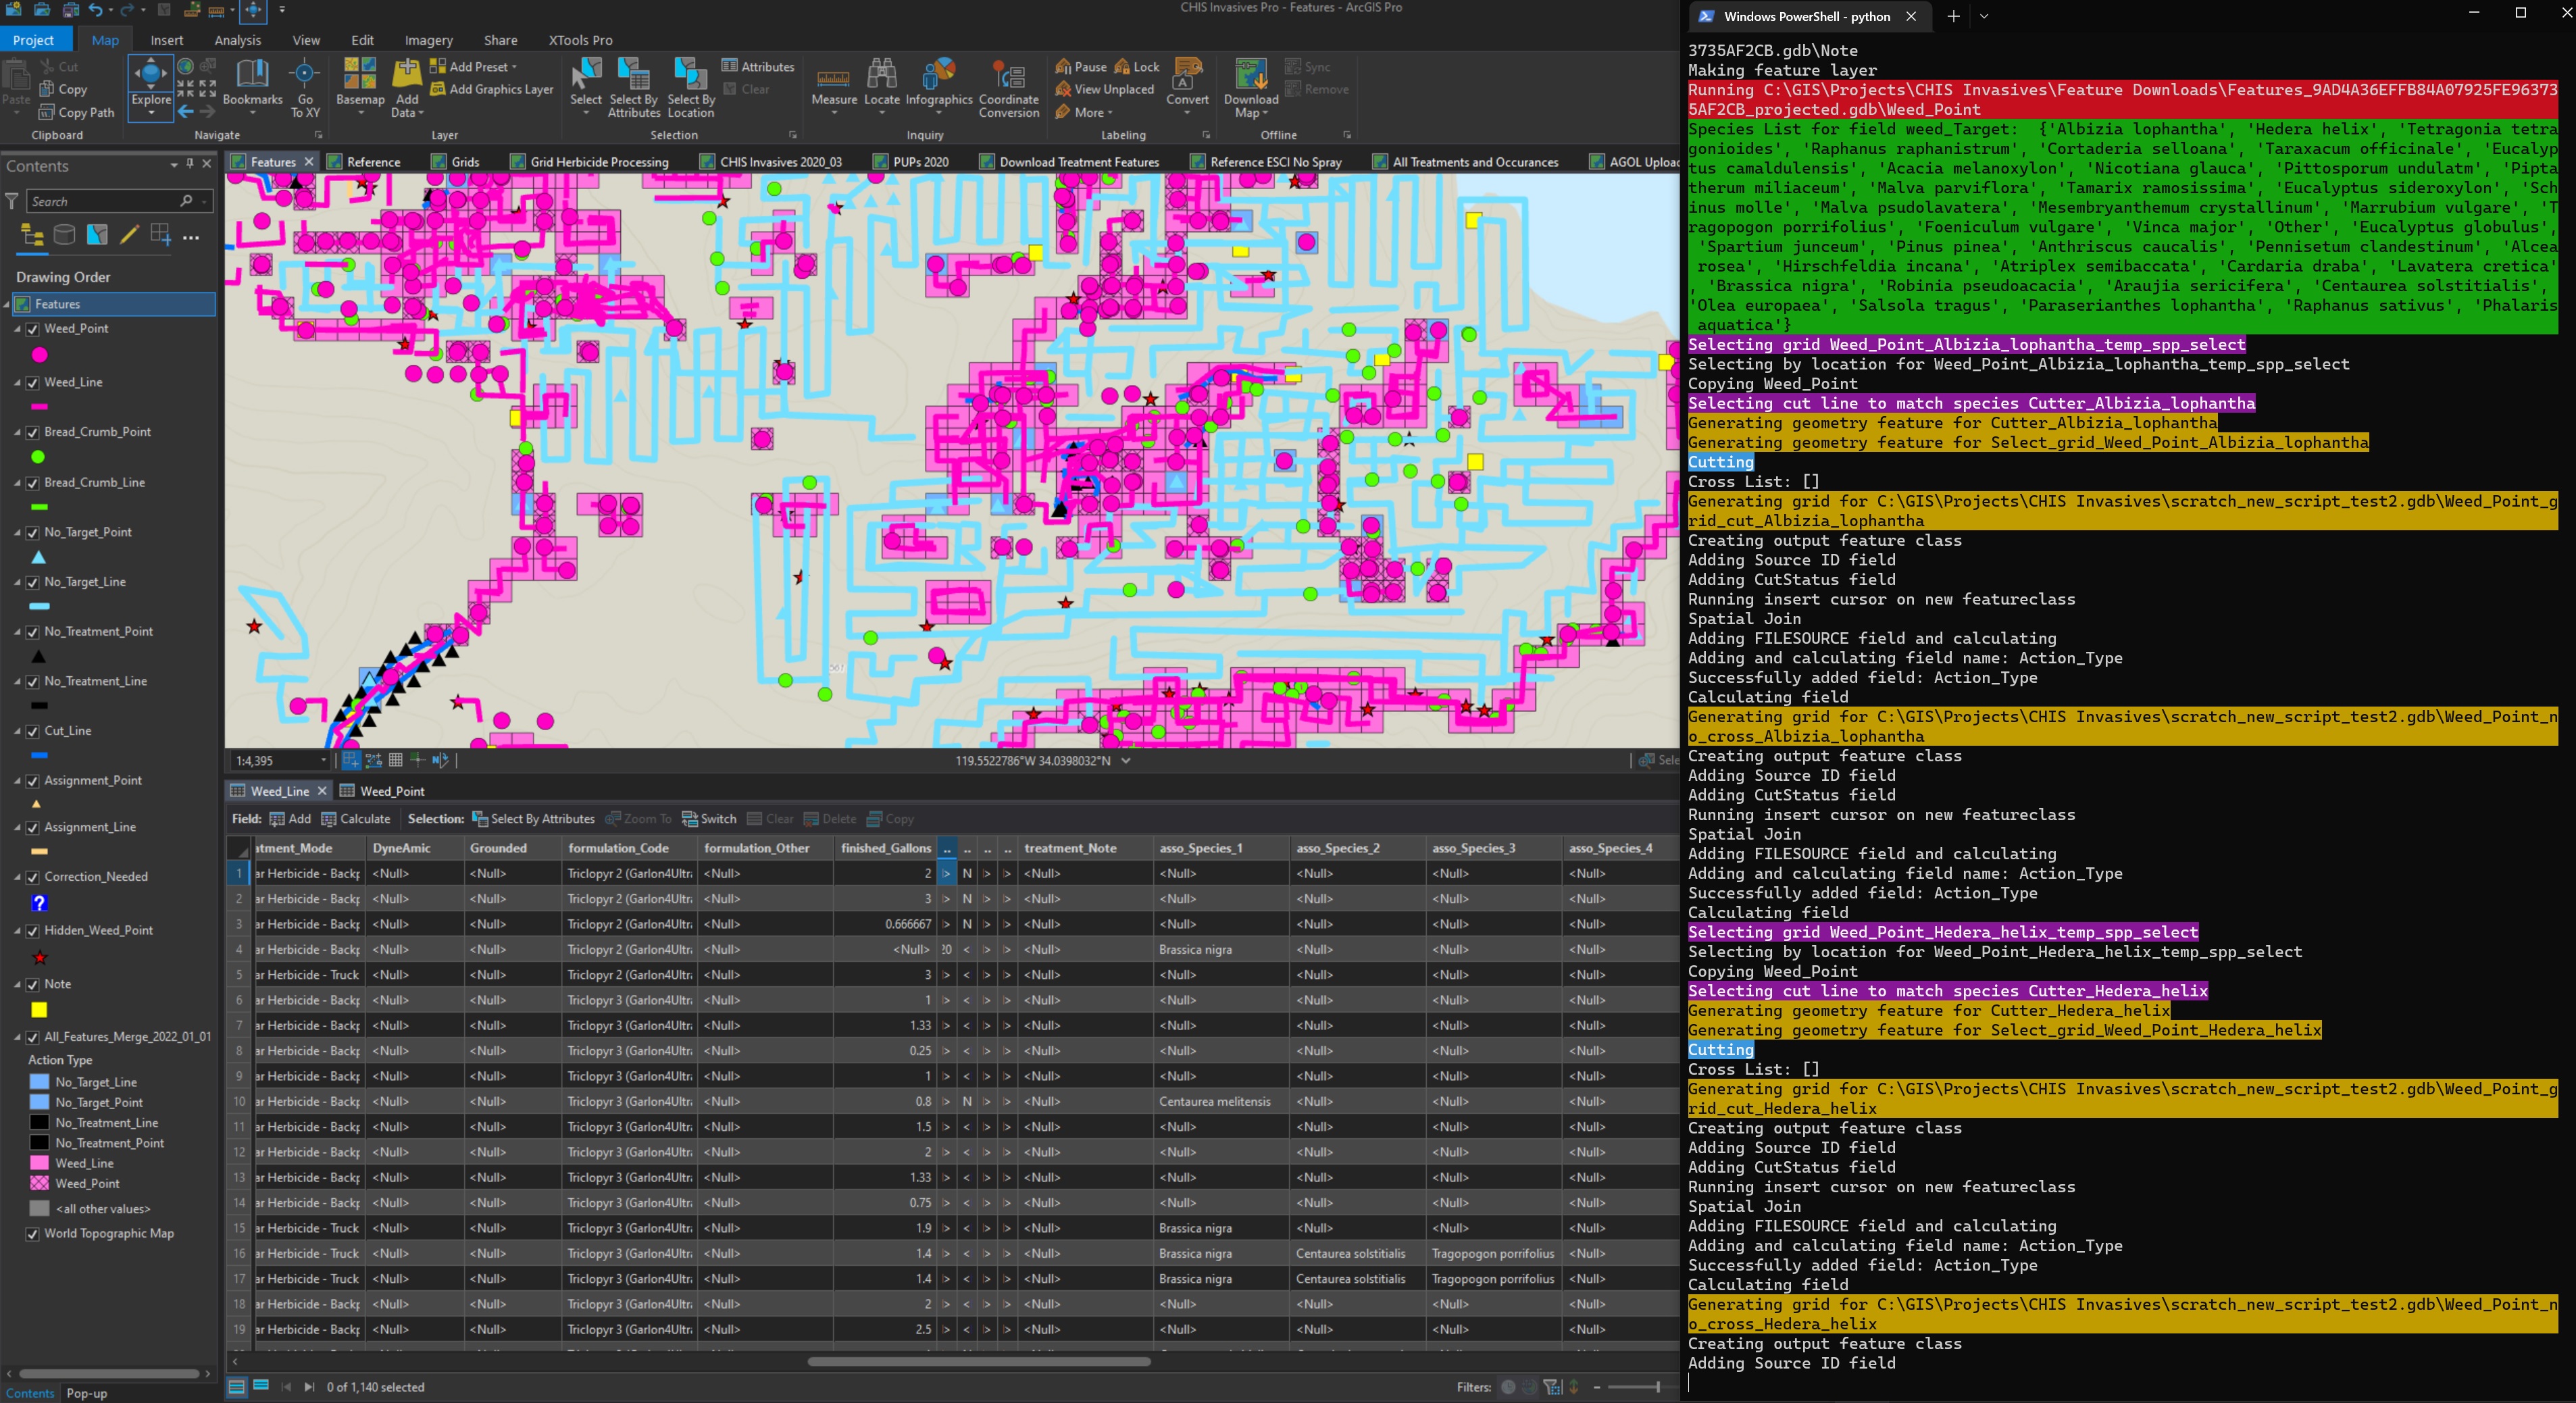 CHIS Invasives Pro - Features - ArcGIS Pro
Project Map Insert Analysis View Edit Imagery Share XTools Pro
Paste
Cut
Copy
Copy Path
Clipboard
Explore
Bookmarks
Go
To XY
Navigate
Basemap
Add
Data
Add Preset
Add Graphics Layer
Layer
Select
Select By
Attributes
Select By
Location
Attributes
Clear
Selection
Measure
Locate
Infographics
Coordinate
Conversion
Inquiry
Pause Lock
View Unplaced
More
Convert
Labeling
Download
Map
Sync
Remove
Offline
Contents
Search
Drawing Order
Features
Weed_Point
Weed_Line
Bread_Crumb_Point
Bread_Crumb_Line
No_Target_Point
No_Target_Line
No_Treatment_Point
No_Treatment_Line
Cut_Line
Assignment_Point
Assignment_Line
Correction_Needed
?
Hidden_Weed_Point
Note
All_Features_Merge_2022_01_01
Action Type
No_Target_Line
No_Target_Point
No_Treatment_Line
No_Treatment_Point
Weed_Line
Weed_Point
<all other values>
World Topographic Map
Contents Pop-up
Features Reference Grids Grid Herbicide Processing CHIS Invasives 2020_03 PUPs 2020 Download Treatment Features Reference ESCI No Spray All Treatments and Occurances AGOL Uploa
1:4,395 119.5522786°W 34.0398032°N Sele
Weed_Line Weed_Point
Field: Add Calculate Selection: Select By Attributes Zoom To Switch Clear Delete Copy
atment_Mode DyneAmic Grounded formulation_Code formulation_Other finished_Gallons .. .. .. .. treatment_Note asso_Species_1 asso_Species_2 asso_Species_3 asso_Species_4
1 ar Herbicide - Backp <Null> <Null> Triclopyr 2 (Garlon4Ultra <Null> 2 N <Null> <Null> <Null> <Null> <Null>
2 ar Herbicide - Backp <Null> <Null> Triclopyr 2 (Garlon4Ultra <Null> 3 N <Null> <Null> <Null> <Null> <Null>
3 ar Herbicide - Backp <Null> <Null> Triclopyr 2 (Garlon4Ultra <Null> 0.666667 N <Null> <Null> <Null> <Null> <Null>
4 ar Herbicide - Backp <Null> <Null> Triclopyr 2 (Garlon4Ultra <Null> <Null> 20 < <Null> Brassica nigra <Null> <Null> <Null>
5 ar Herbicide - Truck <Null> <Null> Triclopyr 2 (Garlon4Ultra <Null> 3 < <Null> <Null> <Null> <Null> <Null>
6 ar Herbicide - Backp <Null> <Null> Triclopyr 3 (Garlon4Ultra <Null> 1 < <Null> <Null> <Null> <Null> <Null>
7 ar Herbicide - Backp <Null> <Null> Triclopyr 3 (Garlon4Ultra <Null> 1.33 < <Null> <Null> <Null> <Null> <Null>
8 ar Herbicide - Backp <Null> <Null> Triclopyr 3 (Garlon4Ultra <Null> 0.25 < <Null> <Null> <Null> <Null> <Null>
9 ar Herbicide - Backp <Null> <Null> Triclopyr 3 (Garlon4Ultra <Null> 1 < <Null> <Null> <Null> <Null> <Null>
10 ar Herbicide - Backp <Null> <Null> Triclopyr 3 (Garlon4Ultra <Null> 0.8 N <Null> Centaurea melitensis <Null> <Null> <Null>
11 ar Herbicide - Backp <Null> <Null> Triclopyr 3 (Garlon4Ultra <Null> 1.5 < <Null> <Null> <Null> <Null> <Null>
12 ar Herbicide - Backp <Null> <Null> Triclopyr 3 (Garlon4Ultra <Null> 2 < <Null> <Null> <Null> <Null> <Null>
13 ar Herbicide - Backp <Null> <Null> Triclopyr 3 (Garlon4Ultra <Null> 1.33 < <Null> <Null> <Null> <Null> <Null>
14 ar Herbicide - Backp <Null> <Null> Triclopyr 3 (Garlon4Ultra <Null> 0.75 < <Null> <Null> <Null> <Null> <Null>
15 ar Herbicide - Truck <Null> <Null> Triclopyr 3 (Garlon4Ultra <Null> 1.9 < <Null> Brassica nigra <Null> <Null> <Null>
16 ar Herbicide - Truck <Null> <Null> Triclopyr 3 (Garlon4Ultra <Null> 1.4 < <Null> Brassica nigra Centaurea solstitialis Tragopogon porrifolius <Null>
17 ar Herbicide - Truck <Null> <Null> Triclopyr 3 (Garlon4Ultra <Null> 1.4 < <Null> Brassica nigra Centaurea solstitialis Tragopogon porrifolius <Null>
18 ar Herbicide - Backp <Null> <Null> Triclopyr 3 (Garlon4Ultra <Null> 2 < <Null> <Null> <Null> <Null> <Null>
19 ar Herbicide - Backp <Null> <Null> Triclopyr 3 (Garlon4Ultra <Null> 2.5 < <Null> <Null> <Null> <Null> <Null>
0 of 1,140 selected Filters:
Windows PowerShell - python
3735AF2CB.gdb\Note
Making feature layer
Running C:\GIS\Projects\CHIS Invasives\Feature Downloads\Features_9AD4A36EFFB84A07925FE96373
5AF2CB_projected.gdb\Weed_Point
Species List for field weed_Target:  {'Albizia lophantha', 'Hedera helix', 'Tetragonia tetra
gonioides', 'Raphanus raphanistrum', 'Cortaderia selloana', 'Taraxacum officinale', 'Eucalyp
tus camaldulensis', 'Acacia melanoxylon', 'Nicotiana glauca', 'Pittosporum undulatm', 'Pipta
therum miliaceum', 'Malva parviflora', 'Tamarix ramosissima', 'Eucalyptus sideroxylon', 'Sch
inus molle', 'Malva psudolavatera', 'Mesembryanthemum crystallinum', 'Marrubium vulgare', 'T
ragopogon porrifolius', 'Foeniculum vulgare', 'Vinca major', 'Other', 'Eucalyptus globulus',
 'Spartium junceum', 'Pinus pinea', 'Anthriscus caucalis', 'Pennisetum clandestinum', 'Alcea
 rosea', 'Hirschfeldia incana', 'Atriplex semibaccata', 'Cardaria draba', 'Lavatera cretica'
, 'Brassica nigra', 'Robinia pseudoacacia', 'Araujia sericifera', 'Centaurea solstitialis',
'Olea europaea', 'Salsola tragus', 'Paraserianthes lophantha', 'Raphanus sativus', 'Phalaris
 aquatica'}
Selecting grid Weed_Point_Albizia_lophantha_temp_spp_select
Selecting by location for Weed_Point_Albizia_lophantha_temp_spp_select
Copying Weed_Point
Selecting cut line to match species Cutter_Albizia_lophantha
Generating geometry feature for Cutter_Albizia_lophantha
Generating geometry feature for Select_grid_Weed_Point_Albizia_lophantha
Cutting
Cross List: []
Generating grid for C:\GIS\Projects\CHIS Invasives\scratch_new_script_test2.gdb\Weed_Point_g
rid_cut_Albizia_lophantha
Creating output feature class
Adding Source ID field
Adding CutStatus field
Running insert cursor on new featureclass
Spatial Join
Adding FILESOURCE field and calculating
Adding and calculating field name: Action_Type
Successfully added field: Action_Type
Calculating field
Generating grid for C:\GIS\Projects\CHIS Invasives\scratch_new_script_test2.gdb\Weed_Point_n
o_cross_Albizia_lophantha
Creating output feature class
Adding Source ID field
Adding CutStatus field
Running insert cursor on new featureclass
Spatial Join
Adding FILESOURCE field and calculating
Adding and calculating field name: Action_Type
Successfully added field: Action_Type
Calculating field
Selecting grid Weed_Point_Hedera_helix_temp_spp_select
Selecting by location for Weed_Point_Hedera_helix_temp_spp_select
Copying Weed_Point
Selecting cut line to match species Cutter_Hedera_helix
Generating geometry feature for Cutter_Hedera_helix
Generating geometry feature for Select_grid_Weed_Point_Hedera_helix
Cutting
Cross List: []
Generating grid for C:\GIS\Projects\CHIS Invasives\scratch_new_script_test2.gdb\Weed_Point_g
rid_cut_Hedera_helix
Creating output feature class
Adding Source ID field
Adding CutStatus field
Running insert cursor on new featureclass
Spatial Join
Adding FILESOURCE field and calculating
Adding and calculating field name: Action_Type
Successfully added field: Action_Type
Calculating field
Generating grid for C:\GIS\Projects\CHIS Invasives\scratch_new_script_test2.gdb\Weed_Point_n
o_cross_Hedera_helix
Creating output feature class
Adding Source ID field